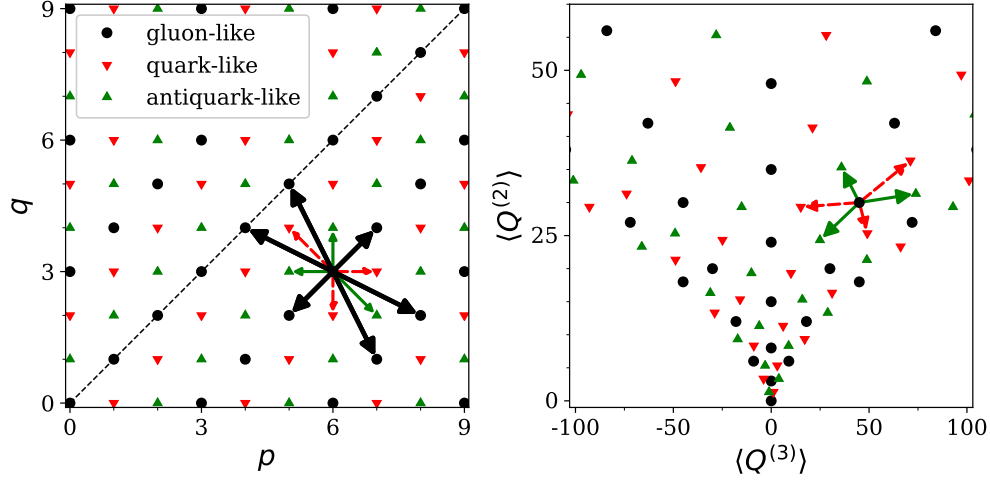 9
6
3
0
q
gluon-like
quark-like
antiquark-like
0
3
6
9
p
50
25
0
⟨Q^(2)⟩
-100
-50
0
50
100
⟨Q^(3)⟩